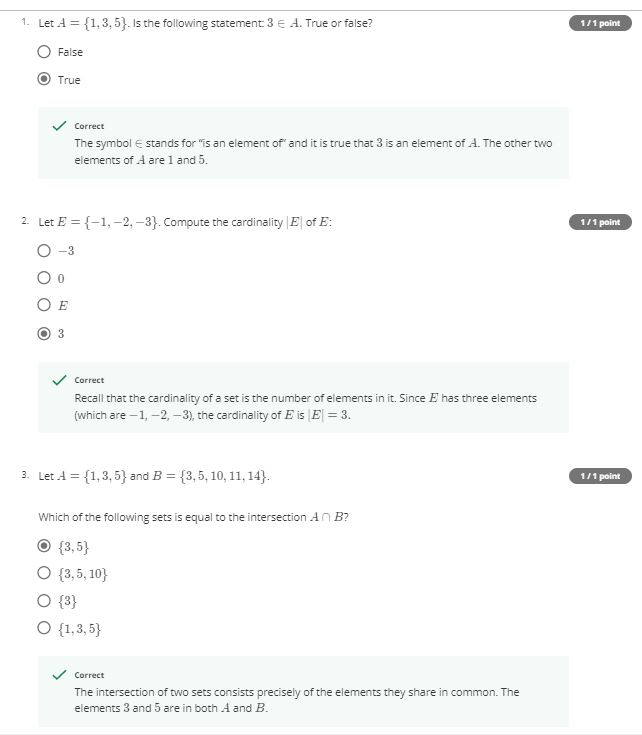 1. Let A = {1, 3, 5}. Is the following statement: 3 ∈ A. True or false?
1 / 1 point
False
True
Correct
The symbol ∈ stands for "is an element of" and it is true that 3 is an element of A. The other two
elements of A are 1 and 5.
2. Let E = {−1, −2, −3}. Compute the cardinality |E| of E:
1 / 1 point
−3
0
E
3
Correct
Recall that the cardinality of a set is the number of elements in it. Since E has three elements
(which are −1, −2, −3), the cardinality of E is |E| = 3.
3. Let A = {1, 3, 5} and B = {3, 5, 10, 11, 14}.
1 / 1 point
Which of the following sets is equal to the intersection A ∩ B?
{3, 5}
{3, 5, 10}
{3}
{1, 3, 5}
Correct
The intersection of two sets consists precisely of the elements they share in common. The
elements 3 and 5 are in both A and B.